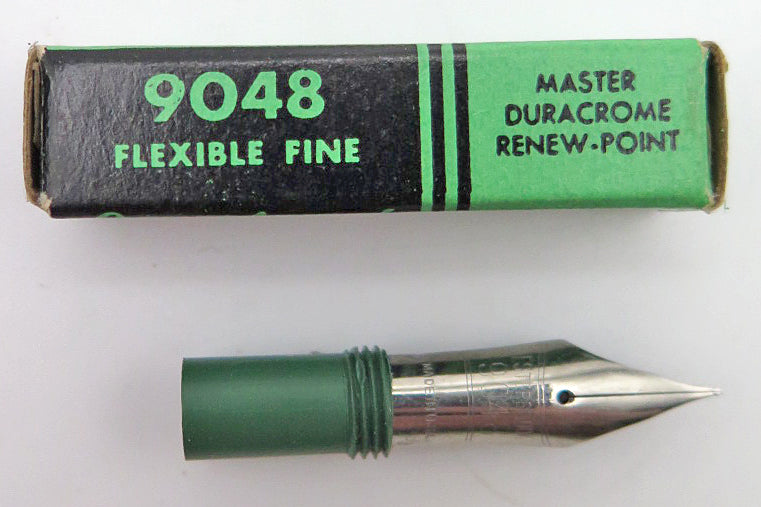 9048
FLEXIBLE FINE
MASTER
DURACROME
RENEW-POINT